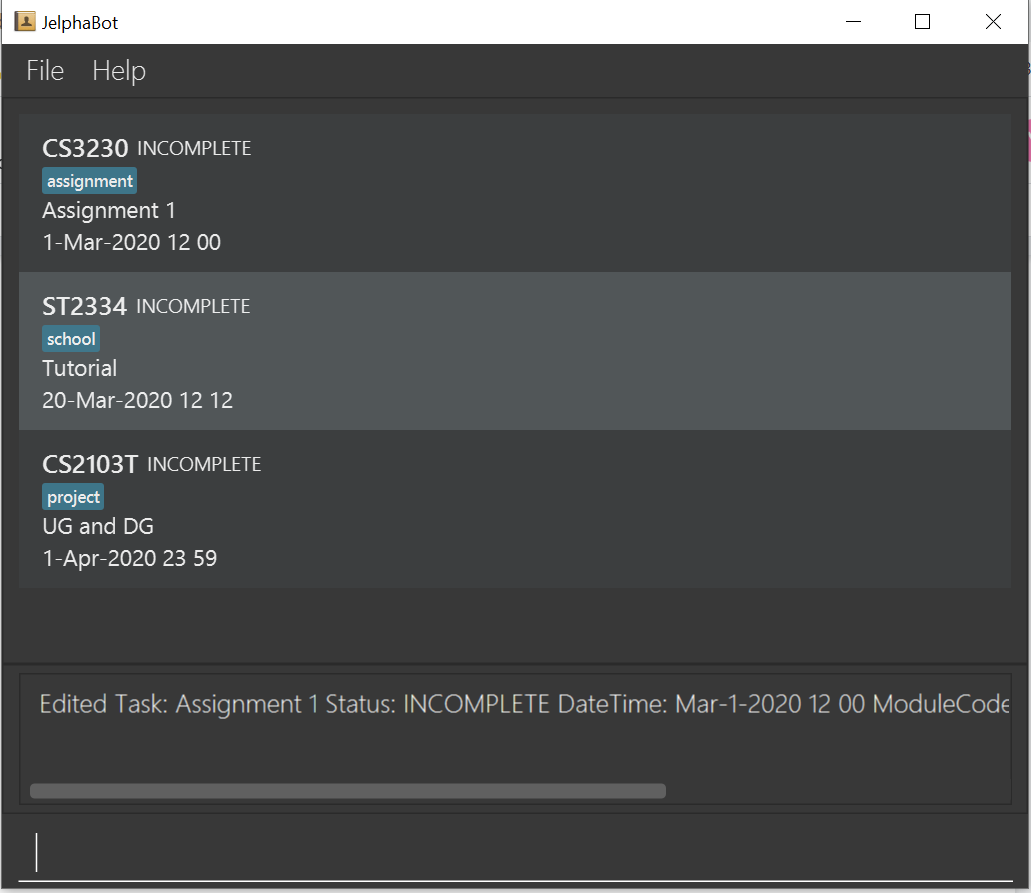 JelphaBot
File Help
CS3230 INCOMPLETE
assignment
Assignment 1
1-Mar-2020 12 00
ST2334 INCOMPLETE
school
Tutorial
20-Mar-2020 12 12
CS2103T INCOMPLETE
project
UG and DG
1-Apr-2020 23 59
Edited Task: Assignment 1 Status: INCOMPLETE DateTime: Mar-1-2020 12 00 ModuleCode